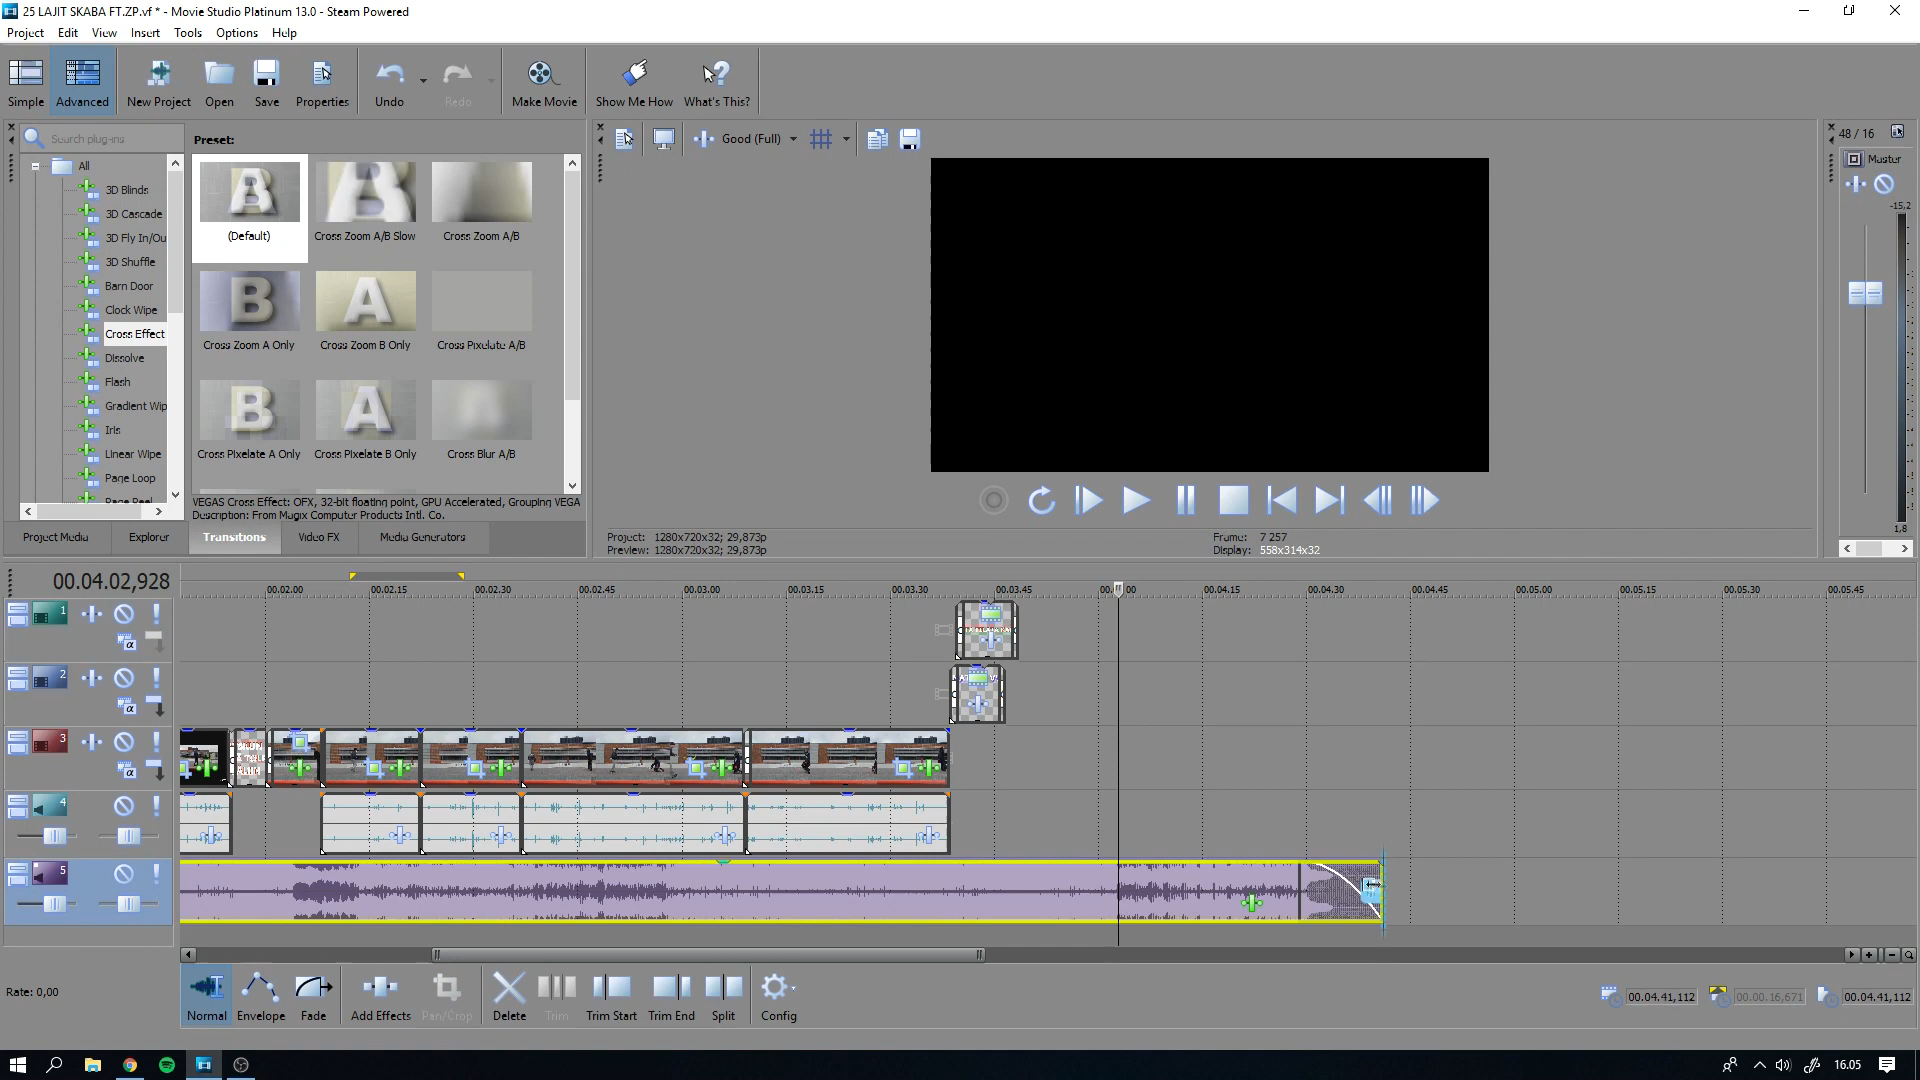 25 LAJIT SKABA FT.ZP.vf * - Movie Studio Platinum 13.0 - Steam Powered
Project Edit View Insert Tools Options Help
Simple Advanced New Project Open Save Properties Undo Redo Make Movie Show Me How What's This?
Search plug-ins
Preset:
Good (Full)
48 / 16
Master
All
3D Blinds
3D Cascade
3D Fly In/Ou
3D Shuffle
Barn Door
Clock Wipe
Cross Effect
Dissolve
Flash
Gradient Wip
Iris
Linear Wipe
Page Loop
Page Peel
(Default) Cross Zoom A/B Slow Cross Zoom A/B
Cross Zoom A Only Cross Zoom B Only Cross Pixelate A/B
Cross Pixelate A Only Cross Pixelate B Only Cross Blur A/B
VEGAS Cross Effect: OFX, 32-bit floating point, GPU Accelerated, Grouping VEGA
Description: From Magix Computer Products Intl. Co.
Project Media Explorer Transitions Video FX Media Generators
Project: 1280x720x32; 29,873p
Preview: 1280x720x32; 29,873p
Frame: 7 257
Display: 558x314x32
-15,2
1,8
00.04.02,928
00.02.00 00.02.15 00.02.30 00.02.45 00.03.00 00.03.15 00.03.30 00.03.45 00.04.15 00.04.30 00.04.45 00.05.00 00.05.15 00.05.30 00.05.45
1
2
3
4
5
Rate: 0,00
Normal Envelope Fade Add Effects Pan/Crop Delete Trim Trim Start Trim End Split Config
00.04.41,112 00.00.16,671 00.04.41,112
16.05